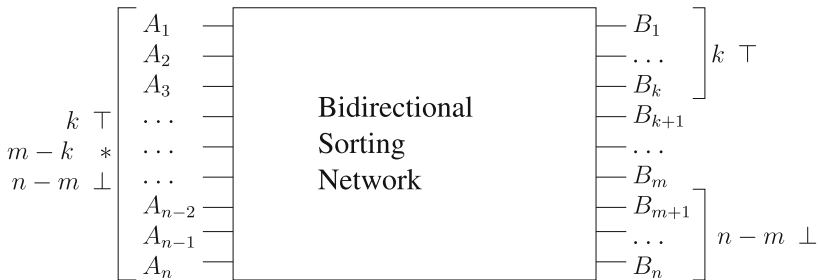 A₁
A₂
A₃
...
...
...
Aₙ₋₂
Aₙ₋₁
Aₙ
k ⊤
m − k *
n − m ⊥
Bidirectional
Sorting
Network
B₁
...
Bₖ
Bₖ₊₁
...
Bₘ
Bₘ₊₁
...
Bₙ
k ⊤
n − m ⊥